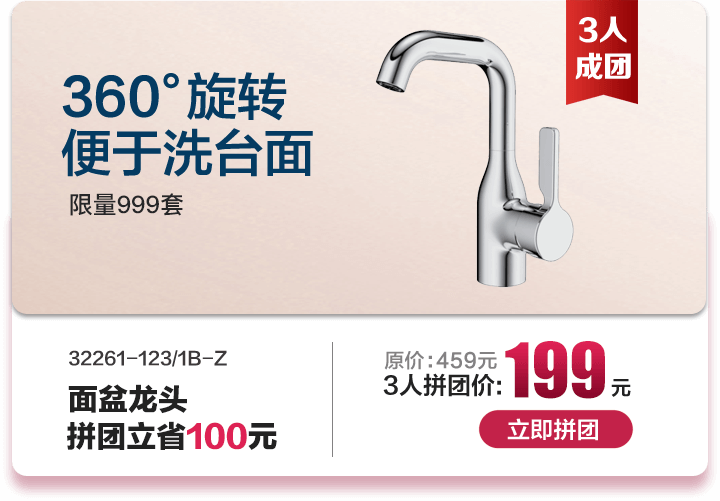 3人
成团
360°旋转
便于洗台面
限量999套
32261-123/1B-Z
面盆龙头
拼团立省100元
原价:459元
3人拼团价:199元
立即拼团